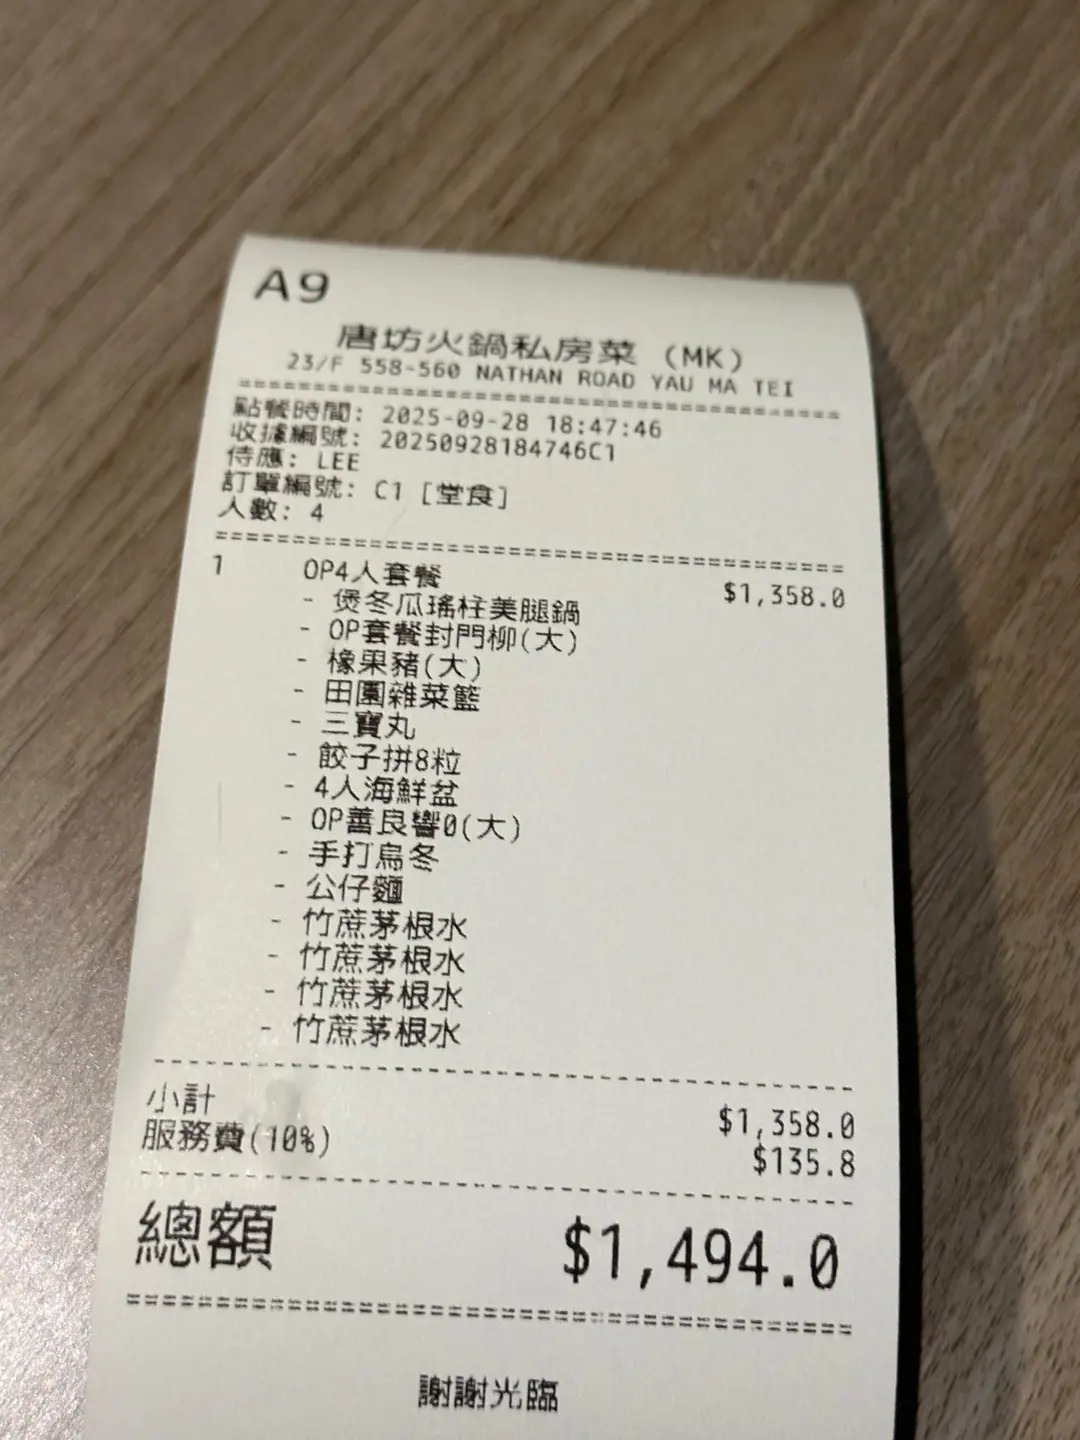 A9
唐坊火鍋私房菜 (MK)
23/F 558-560 NATHAN ROAD YAU MA TEI
點餐時間: 2025-09-28 18:47:46
收據編號: 20250928184746C1
侍應: LEE
訂單編號: C1 [堂食]
人數: 4
1 OP4人套餐 $1,358.0
- 煲冬瓜瑤柱美腿鍋
- OP套餐封門柳(大)
- 橡果豬(大)
- 田園雜菜籃
- 三寶丸
- 餃子拼8粒
- 4人海鮮盆
- OP善良響0(大)
- 手打烏冬
- 公仔麵
- 竹蔗茅根水
- 竹蔗茅根水
- 竹蔗茅根水
- 竹蔗茅根水
小計 $1,358.0
服務費(10%) $135.8
總額 $1,494.0
謝謝光臨